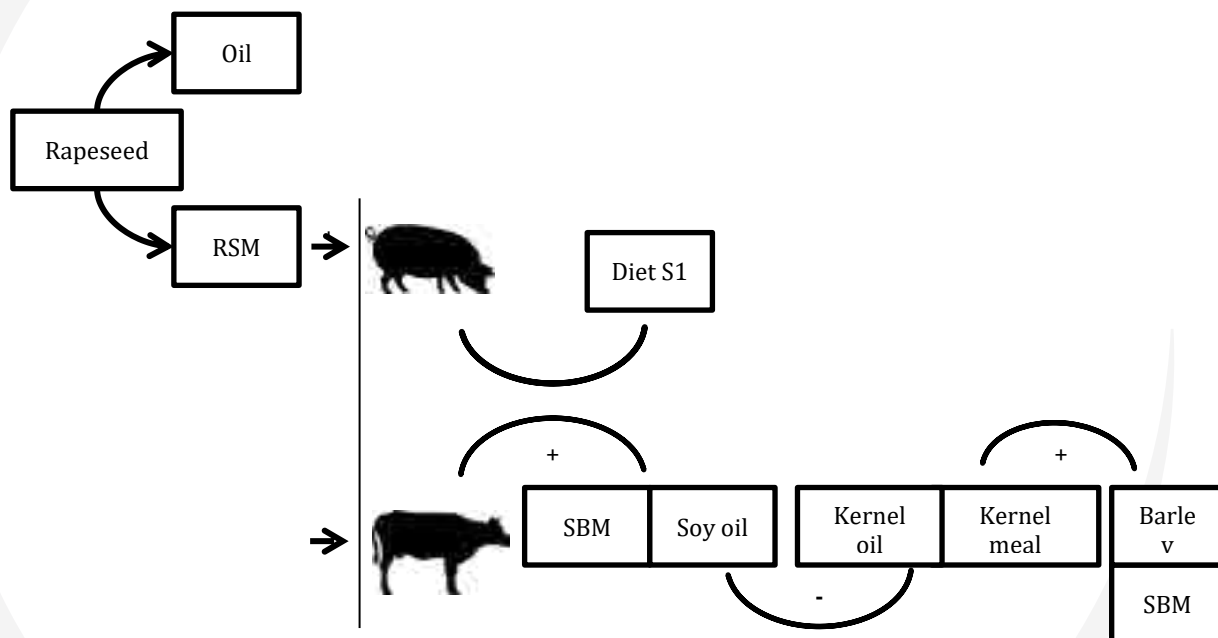 Oil
Rapeseed
RSM
Diet S1
+
+
SBM
Soy oil
Kernel
oil
Kernel
meal
Barle
v
-
SBM